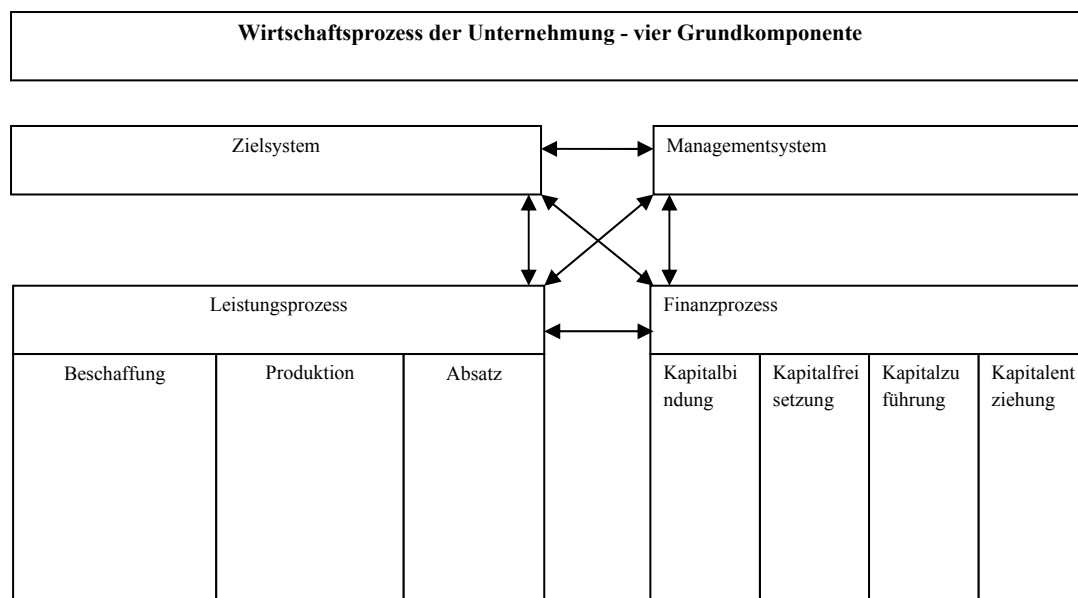 Wirtschaftsprozess der Unternehmung - vier Grundkomponente
Zielsystem
Managementsystem
Leistungsprozess
Finanzprozess
Beschaffung
Produktion
Absatz
Kapitalbi
ndung
Kapitalfrei
setzung
Kapitalzu
führung
Kapitalent
ziehung